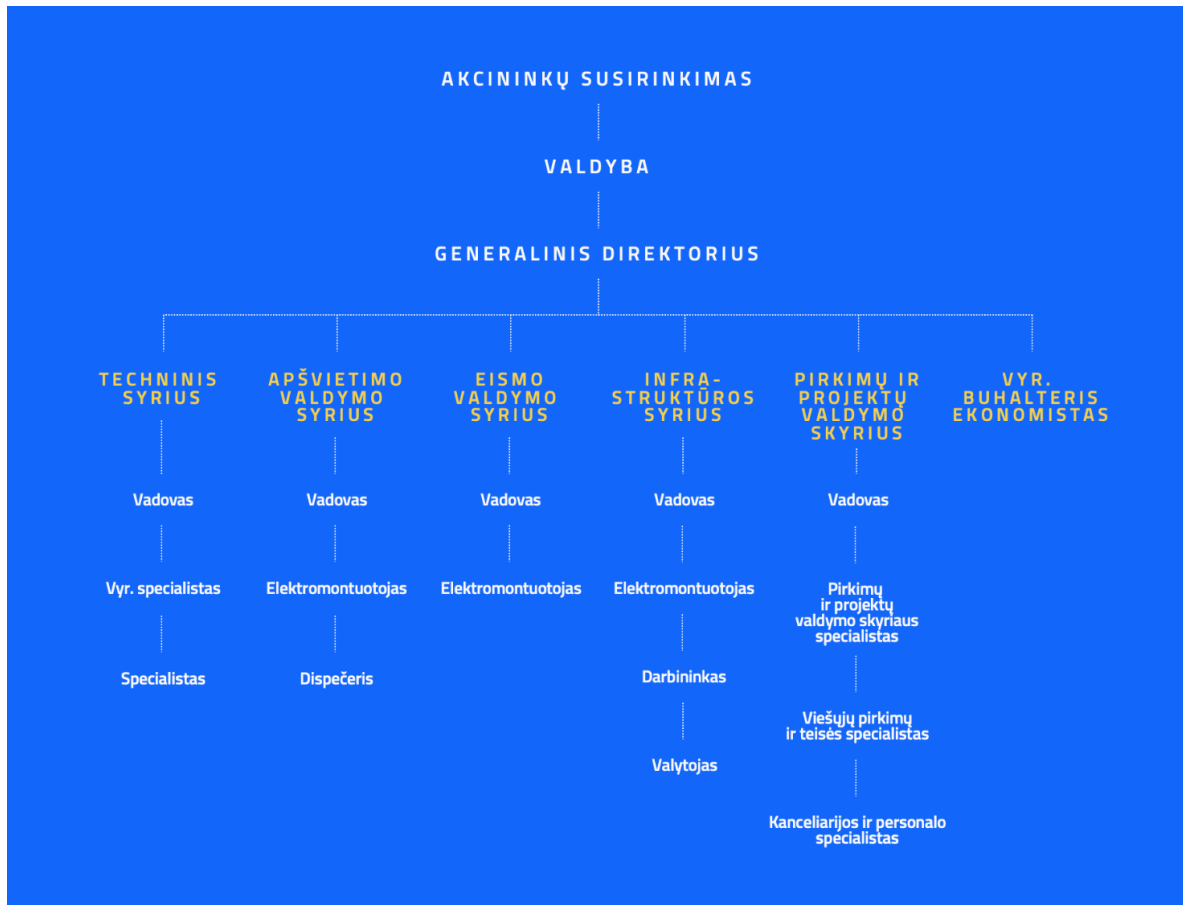 AKCININKŲ SUSIRINKIMAS
VALDYBA
GENERALINIS DIREKTORIUS
TECHNINIS
SYRIUS
APŠVIETIMO
VALDYMO
SYRIUS
EISMO
VALDYMO
SYRIUS
INFRA-
STRUKTŪROS
SYRIUS
PIRKIMŲ IR
PROJEKTŲ
VALDYMO
SKYRIUS
VYR.
BUHALTERIS
EKONOMISTAS
Vadovas
Vadovas
Vadovas
Vadovas
Vadovas
Vyr. specialistas
Elektromontuotojas
Elektromontuotojas
Elektromontuotojas
Pirkimų
ir projektų
valdymo skyriaus
specialistas
Specialistas
Dispečeris
Darbininkas
Viešųjų pirkimų
ir teisės specialistas
Valytojas
Kanceliarijos ir personalo
specialistas